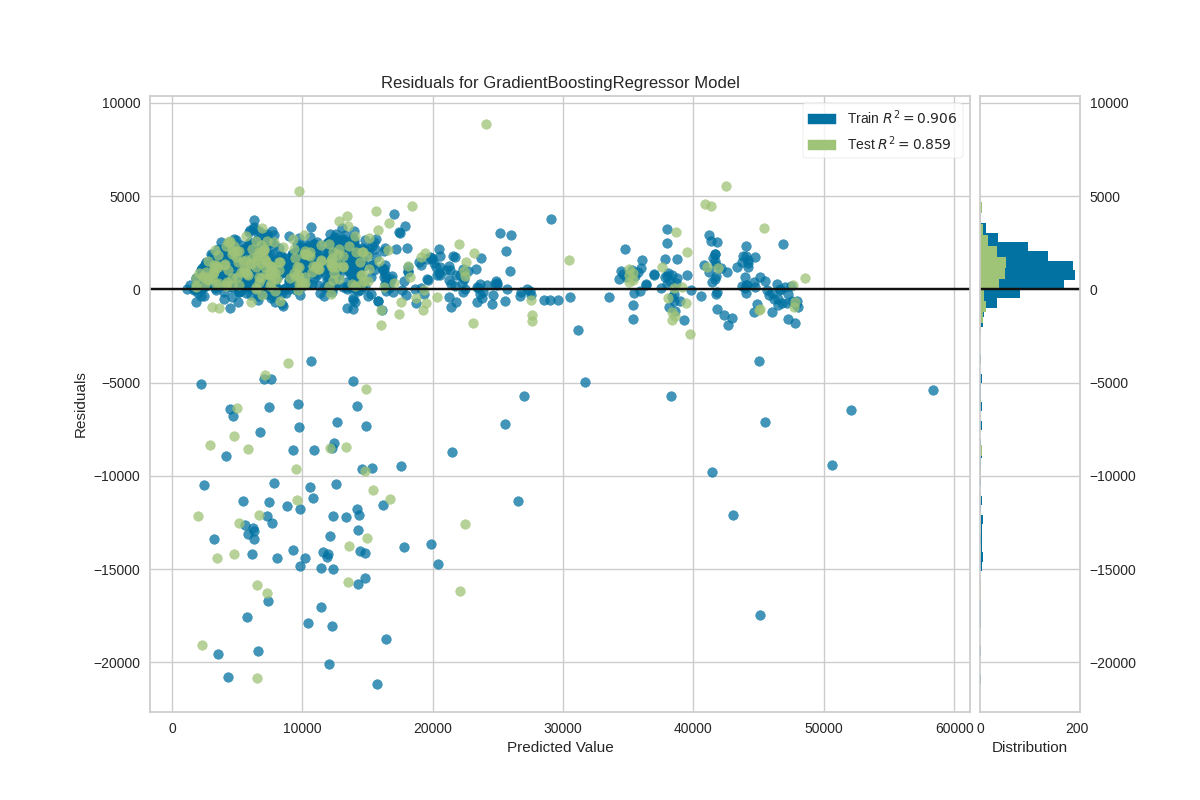 Residuals for GradientBoostingRegressor Model
Train R² = 0.906
Test R² = 0.859
Residuals
10000
5000
0
−5000
−10000
−15000
−20000
10000
5000
0
−5000
−10000
−15000
−20000
0 10000 20000 30000 40000 50000 60000 0 200
Predicted Value Distribution